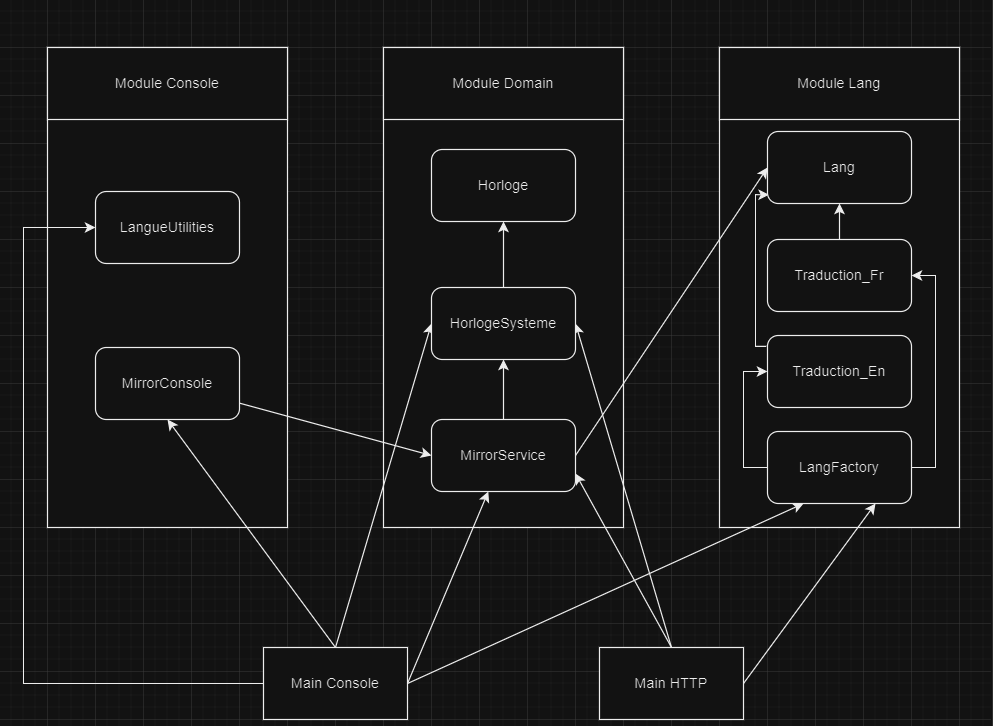 Module Console
Module Domain
Module Lang
LangueUtilities
MirrorConsole
Horloge
HorlogeSysteme
MirrorService
Lang
Traduction_Fr
Traduction_En
LangFactory
Main Console
Main HTTP